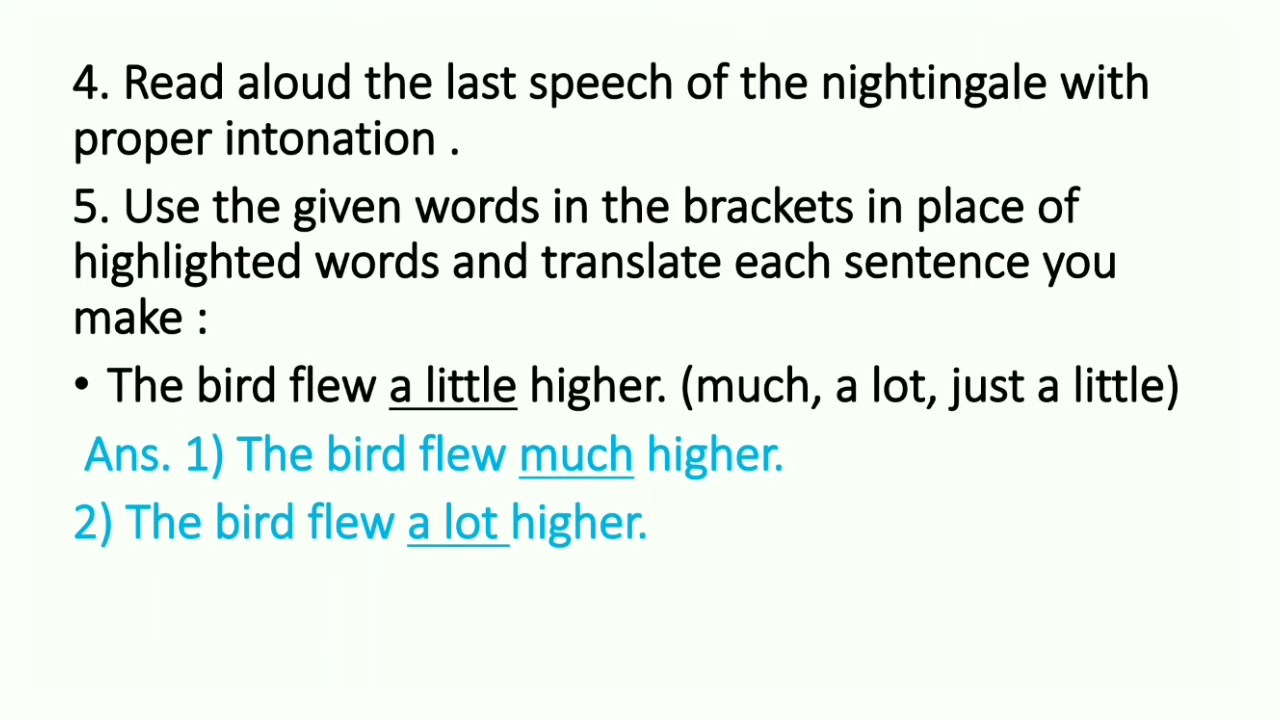 4. Read aloud the last speech of the nightingale with
proper intonation .
5. Use the given words in the brackets in place of
highlighted words and translate each sentence you
make :
• The bird flew a little higher. (much, a lot, just a little)
Ans. 1) The bird flew much higher.
2) The bird flew a lot higher.